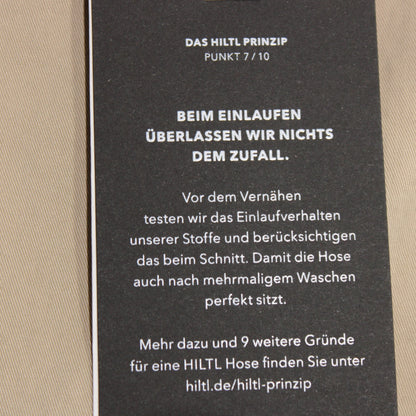 DAS HILTL PRINZIP
PUNKT 7 / 10
BEIM EINLAUFEN
ÜBERLASSEN WIR NICHTS
DEM ZUFALL.
Vor dem Vernähen
testen wir das Einlaufverhalten
unserer Stoffe und berücksichtigen
das beim Schnitt. Damit die Hose
auch nach mehrmaligem Waschen
perfekt sitzt.
Mehr dazu und 9 weitere Gründe
für eine HILTL Hose finden Sie unter
hiltl.de/hiltl-prinzip